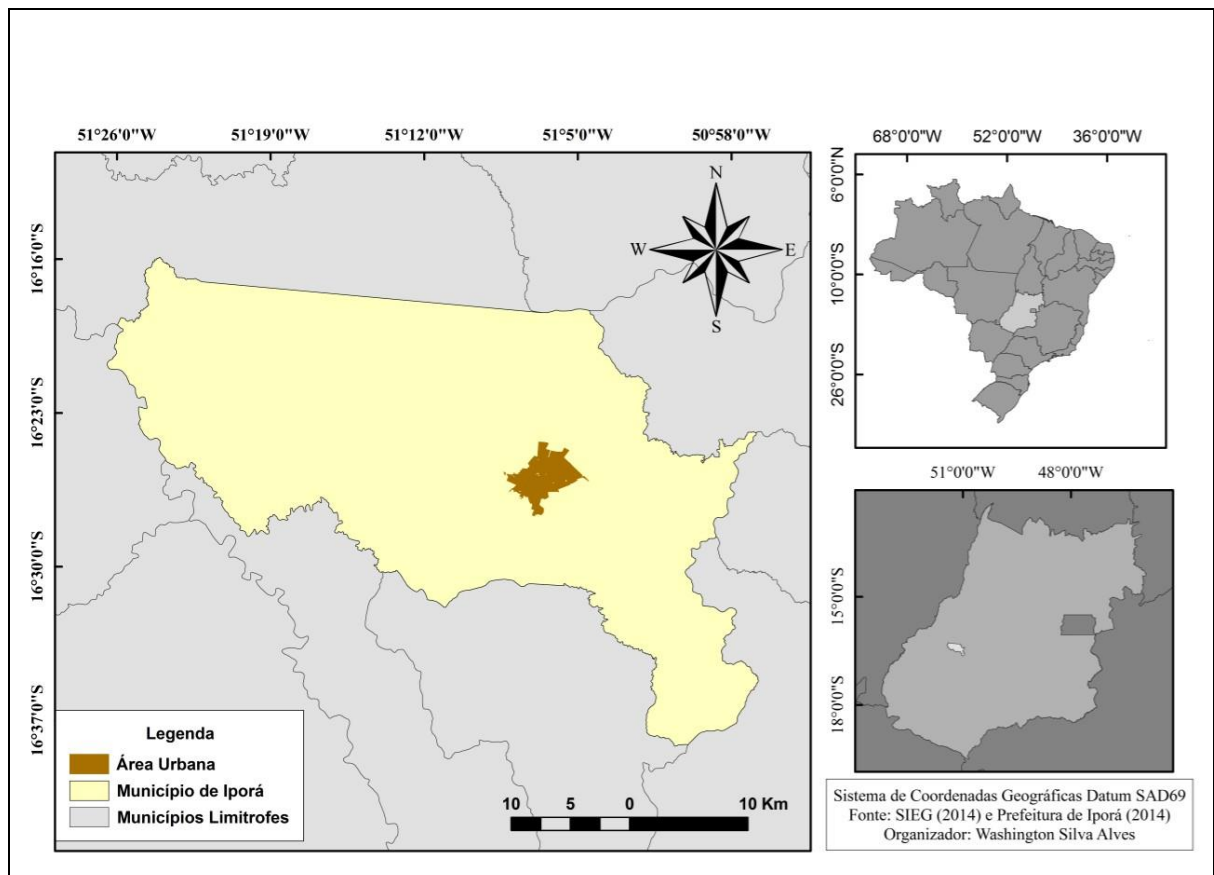 51°26'0"W 51°19'0"W 51°12'0"W 51°5'0"W 50°58'0"W
16°16'0"S
16°23'0"S
16°30'0"S
16°37'0"S
N
W E
S
Legenda
Área Urbana
Município de Iporá
Municípios Limitrofes
10 5 0 10 Km
68°0'0"W 52°0'0"W 36°0'0"W
6°0'0"N
10°0'0"S
26°0'0"S
51°0'0"W 48°0'0"W
15°0'0"S
18°0'0"S
Sistema de Coordenadas Geográficas Datum SAD69
Fonte: SIEG (2014) e Prefeitura de Iporá (2014)
Organizador: Washington Silva Alves